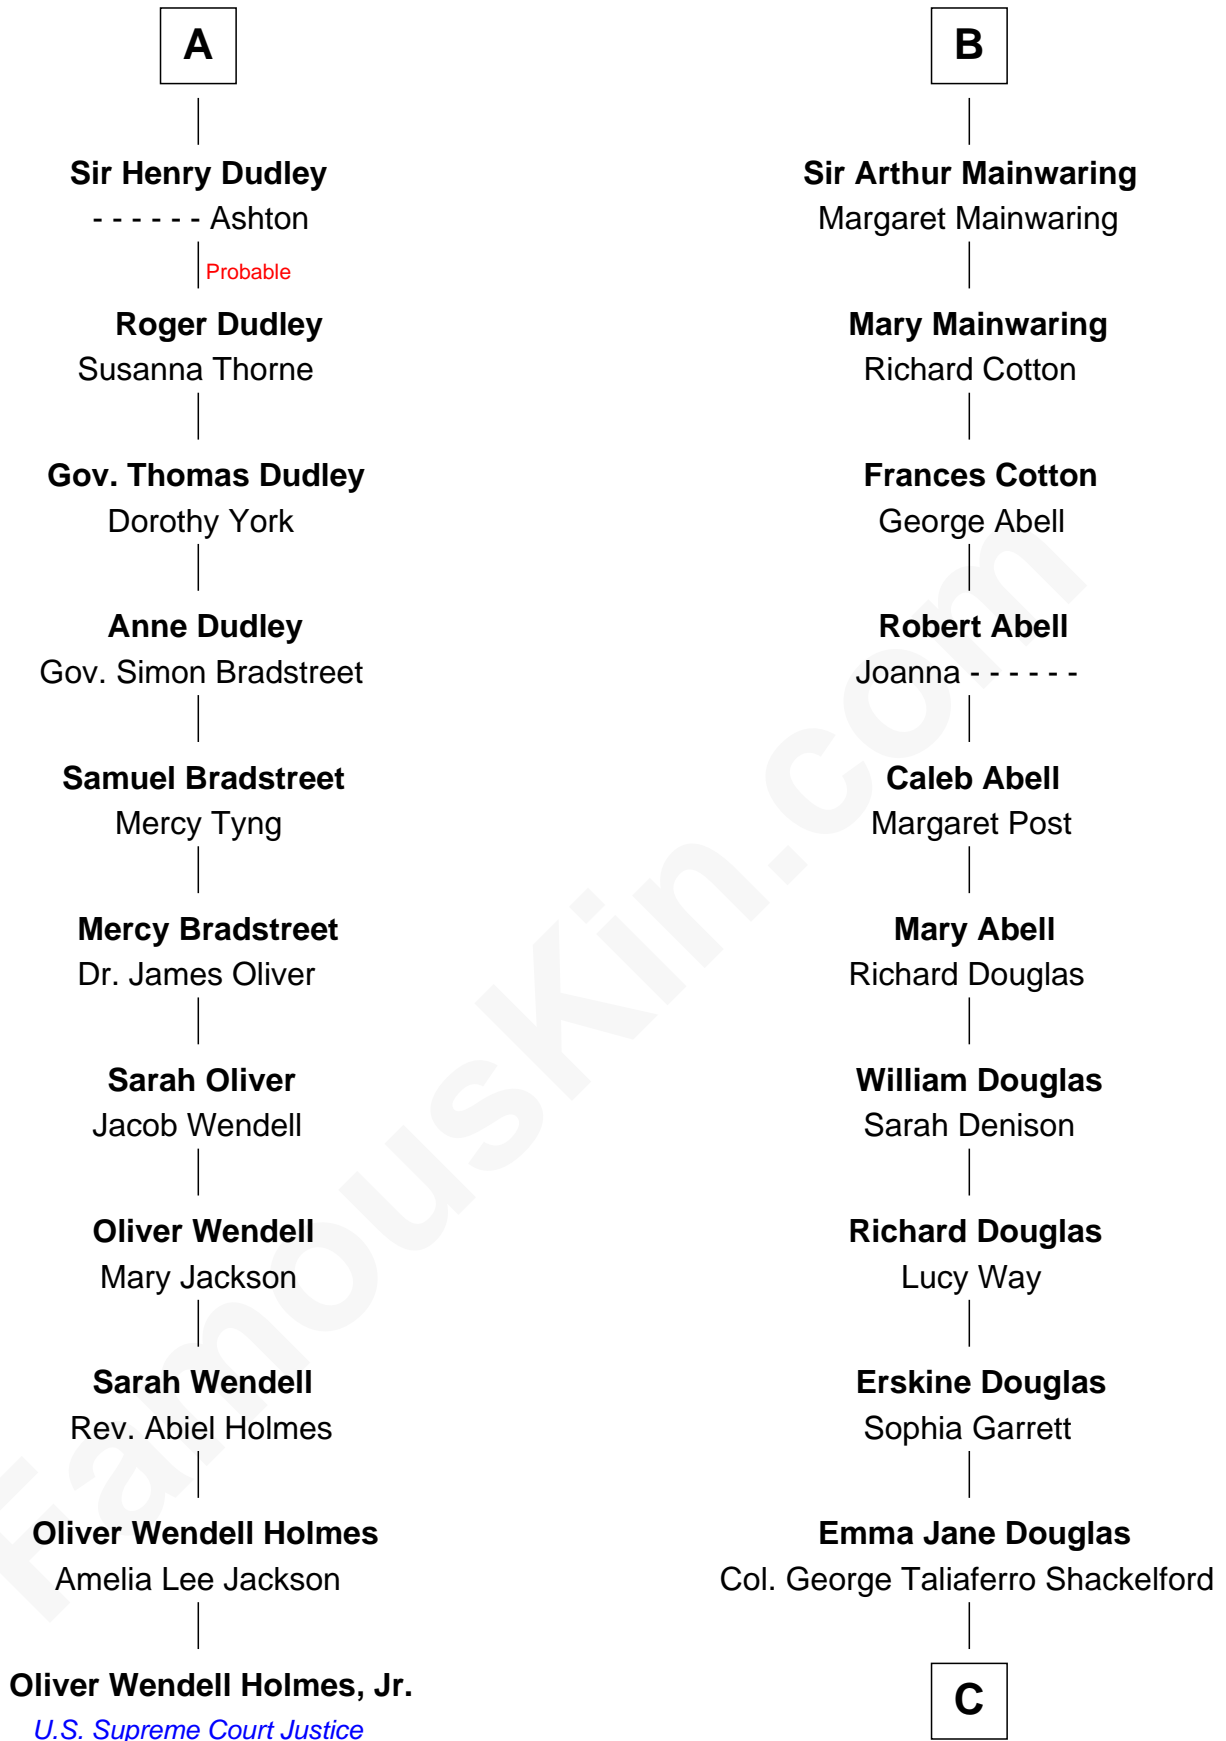 A
Sir Henry Dudley
- - - - - - Ashton
Probable
Roger Dudley
Susanna Thorne
Gov. Thomas Dudley
Dorothy York
Anne Dudley
Gov. Simon Bradstreet
Samuel Bradstreet
Mercy Tyng
Mercy Bradstreet
Dr. James Oliver
Sarah Oliver
Jacob Wendell
Oliver Wendell
Mary Jackson
Sarah Wendell
Rev. Abiel Holmes
Oliver Wendell Holmes
Amelia Lee Jackson
Oliver Wendell Holmes, Jr.
U.S. Supreme Court Justice
B
Sir Arthur Mainwaring
Margaret Mainwaring
Mary Mainwaring
Richard Cotton
Frances Cotton
George Abell
Robert Abell
Joanna - - - - - -
Caleb Abell
Margaret Post
Mary Abell
Richard Douglas
William Douglas
Sarah Denison
Richard Douglas
Lucy Way
Erskine Douglas
Sophia Garrett
Emma Jane Douglas
Col. George Taliaferro Shackelford
C
FamousKin.com